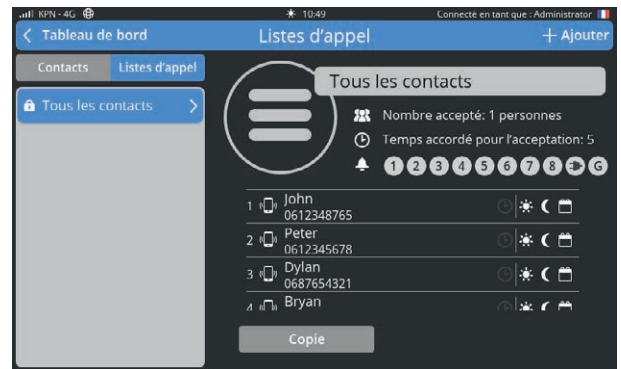 KPN - 4G 10:49 Connecté en tant que : Administrator
Tableau de bord Listes d'appel + Ajouter
Contacts Listes d'appel
Tous les contacts
Tous les contacts
Nombre accepté: 1 personnes
Temps accordé pour l'acceptation: 5
1 2 3 4 5 6 7 8 G
1 John
0612348765
2 Peter
0612345678
3 Dylan
0687654321
4 Bryan
Copie